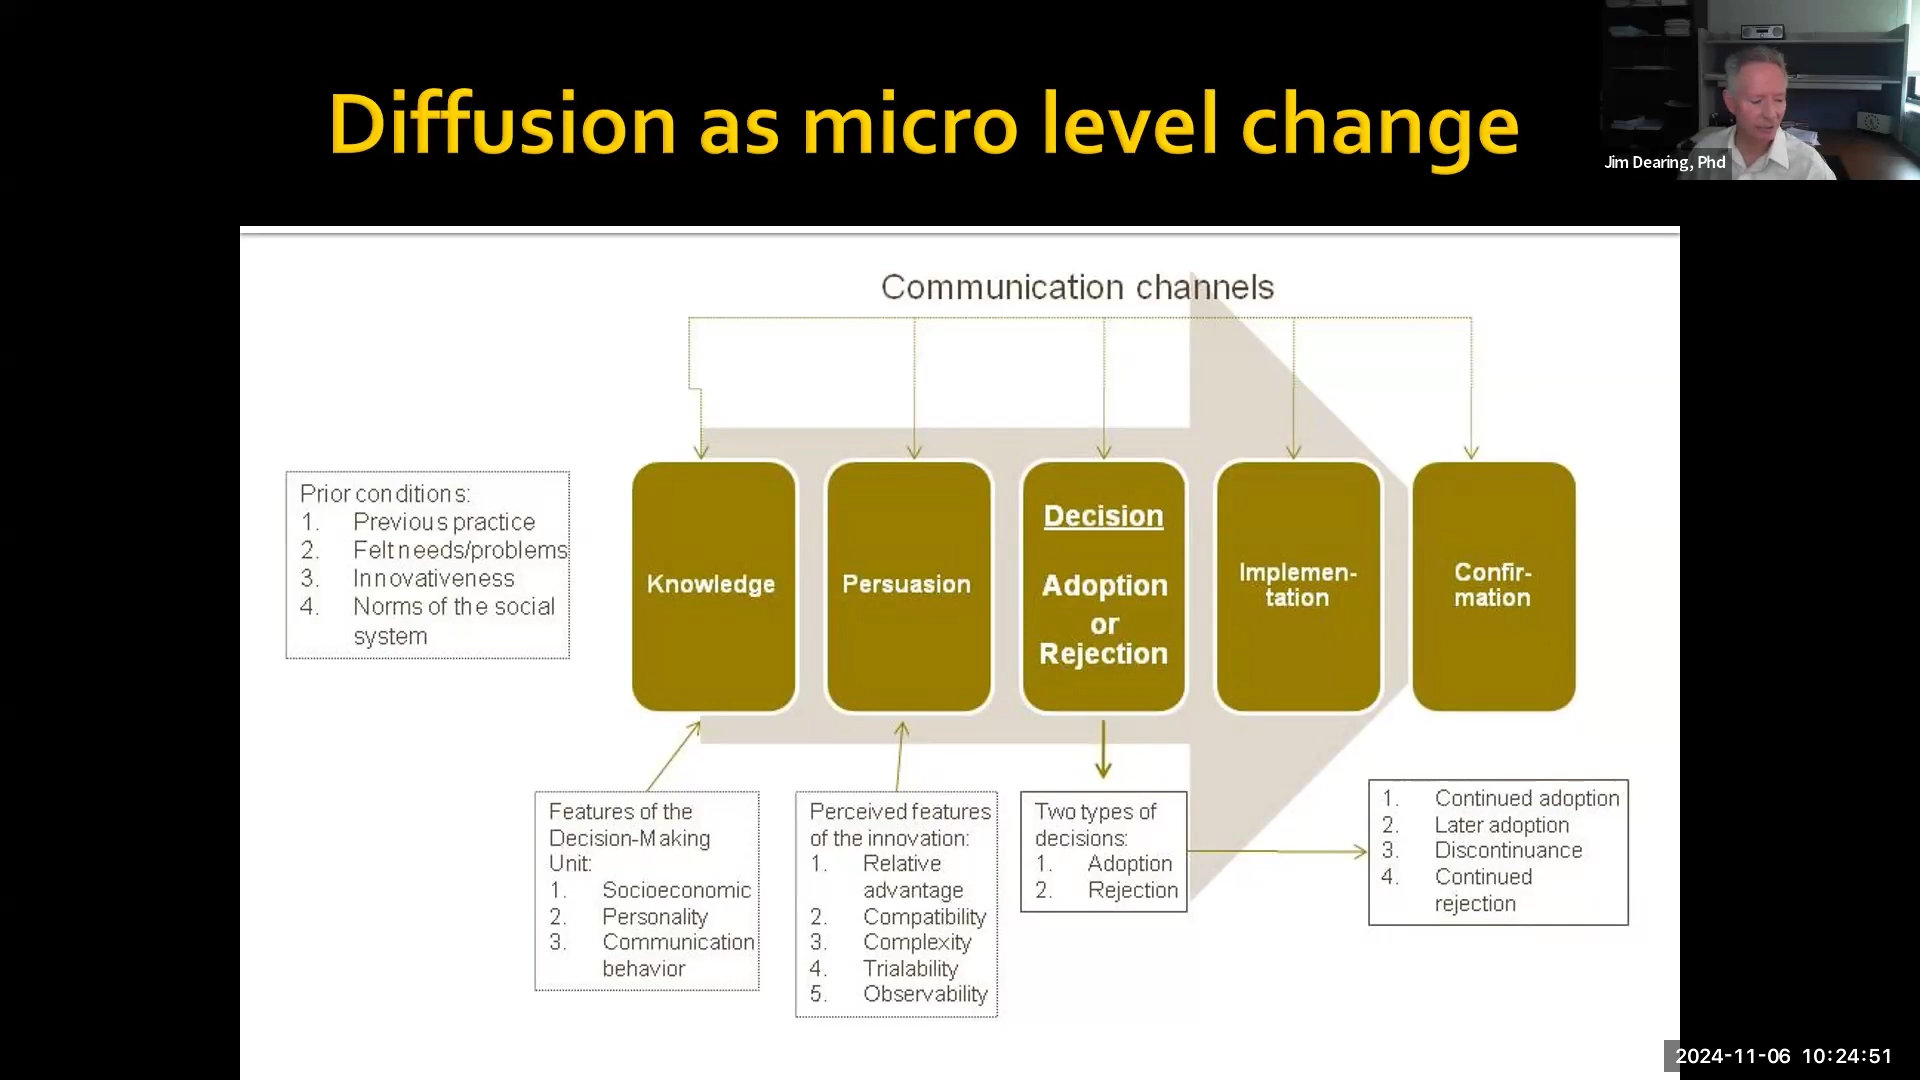 Diffusion as micro level change
Jim Dearing, Phd
Communication channels
Prior conditions:
1. Previous practice
2. Felt needs/problems
3. Innovativeness
4. Norms of the social
system
Knowledge
Persuasion
Decision
Adoption
or
Rejection
Implemen-
tation
Confir-
mation
Features of the
Decision-Making
Unit:
1. Socioeconomic
2. Personality
3. Communication
behavior
Perceived features
of the innovation:
1. Relative
advantage
2. Compatibility
3. Complexity
4. Trialability
5. Observability
Two types of
decisions:
1. Adoption
2. Rejection
1. Continued adoption
2. Later adoption
3. Discontinuance
4. Continued
rejection
2024-11-06 10:24:51